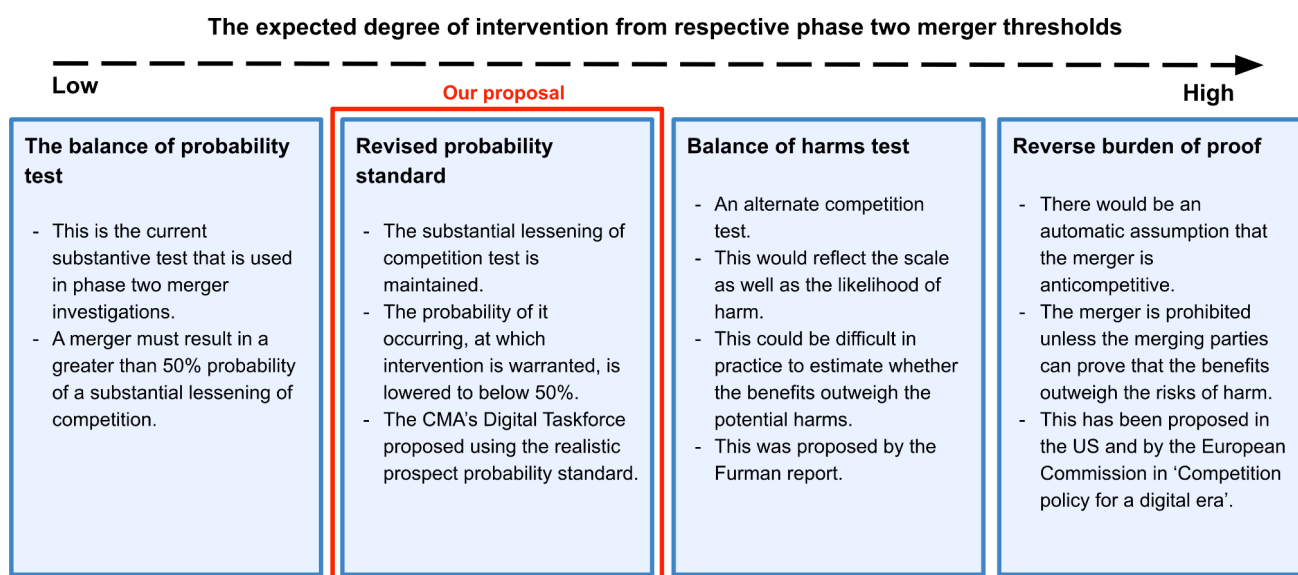 The expected degree of intervention from respective phase two merger thresholds
Low
Our proposal
High
The balance of probability
test
- This is the current
substantive test that is used
in phase two merger
investigations.
- A merger must result in a
greater than 50% probability
of a substantial lessening of
competition.
Revised probability
standard
- The substantial lessening of
competition test is
maintained.
- The probability of it
occurring, at which
intervention is warranted, is
lowered to below 50%.
- The CMA’s Digital Taskforce
proposed using the realistic
prospect probability standard.
Balance of harms test
- An alternate competition
test.
- This would reflect the scale
as well as the likelihood of
harm.
- This could be difficult in
practice to estimate whether
the benefits outweigh the
potential harms.
- This was proposed by the
Furman report.
Reverse burden of proof
- There would be an
automatic assumption that
the merger is
anticompetitive.
- The merger is prohibited
unless the merging parties
can prove that the benefits
outweigh the risks of harm.
- This has been proposed in
the US and by the European
Commission in ‘Competition
policy for a digital era’.